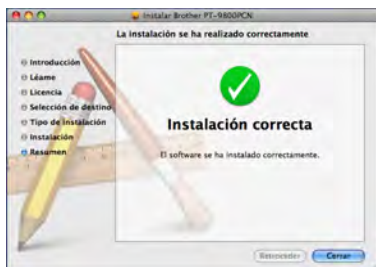 Instalar Brother PT-9800PCN
La instalación se ha realizado correctamente
Introducción
Léame
Licencia
Selección de destino
Tipo de instalación
Instalación
Resumen
Instalación correcta
El software se ha instalado correctamente.
Retroceder
Cerrar